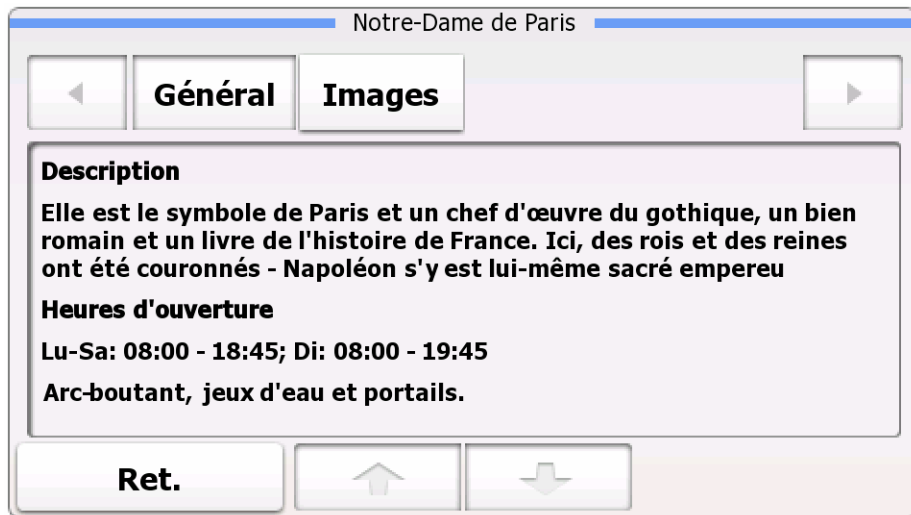 Notre-Dame de Paris
Général
Images
Description
Elle est le symbole de Paris et un chef d'œuvre du gothique, un bien
romain et un livre de l'histoire de France. Ici, des rois et des reines
ont été couronnés - Napoléon s'y est lui-même sacré empereu
Heures d'ouverture
Lu-Sa: 08:00 - 18:45; Di: 08:00 - 19:45
Arc-boutant, jeux d'eau et portails.
Ret.